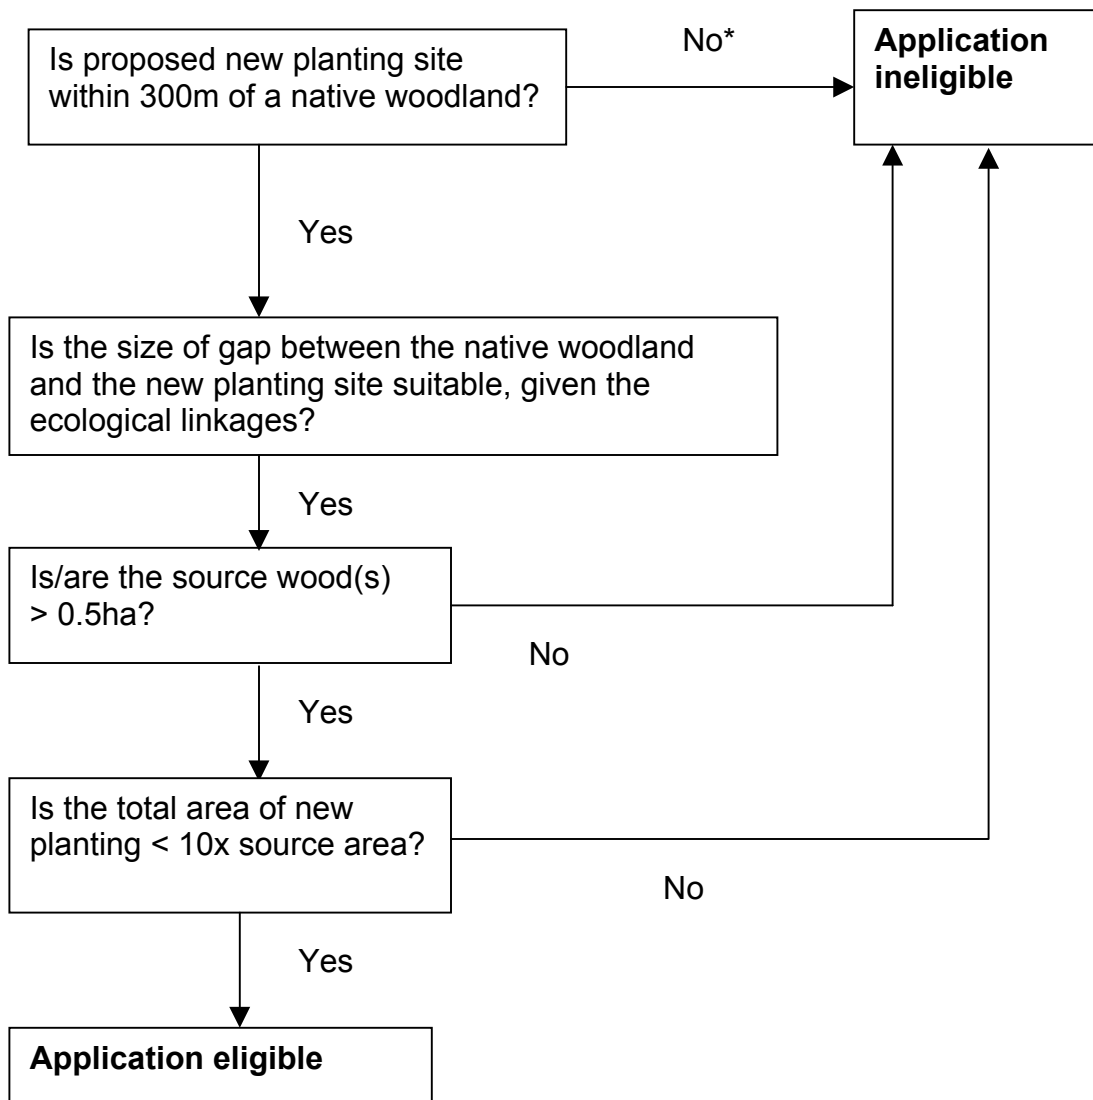 Is proposed new planting site
within 300m of a native woodland?
No*
Application
ineligible
Yes
Is the size of gap between the native woodland
and the new planting site suitable, given the
ecological linkages?
Yes
Is/are the source wood(s)
> 0.5ha?
No
Yes
Is the total area of new
planting < 10x source area?
No
Yes
Application eligible